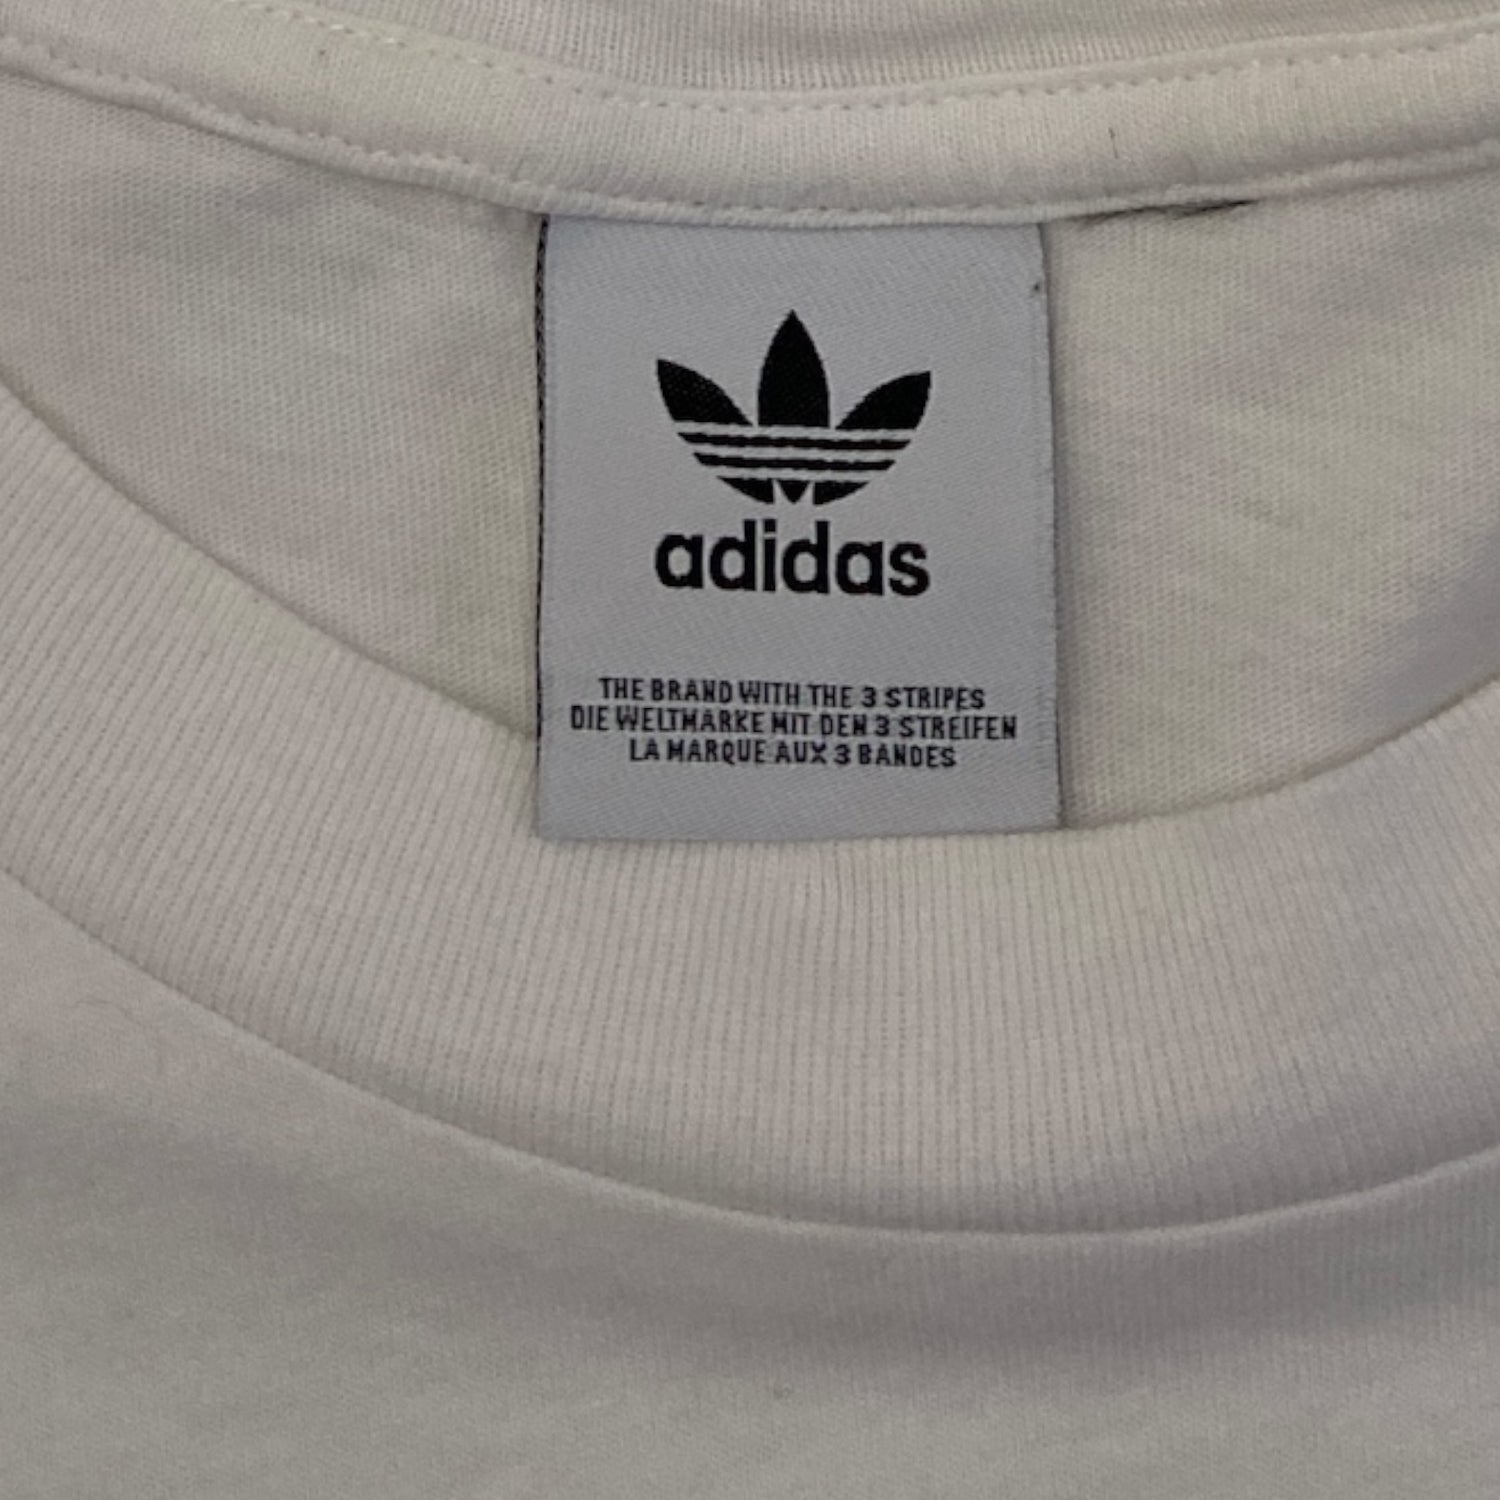 adidas
THE BRAND WITH THE 3 STRIPES
DIE WELTMARKE MIT DEN 3 STREIFEN
LA MARQUE AUX 3 BANDES